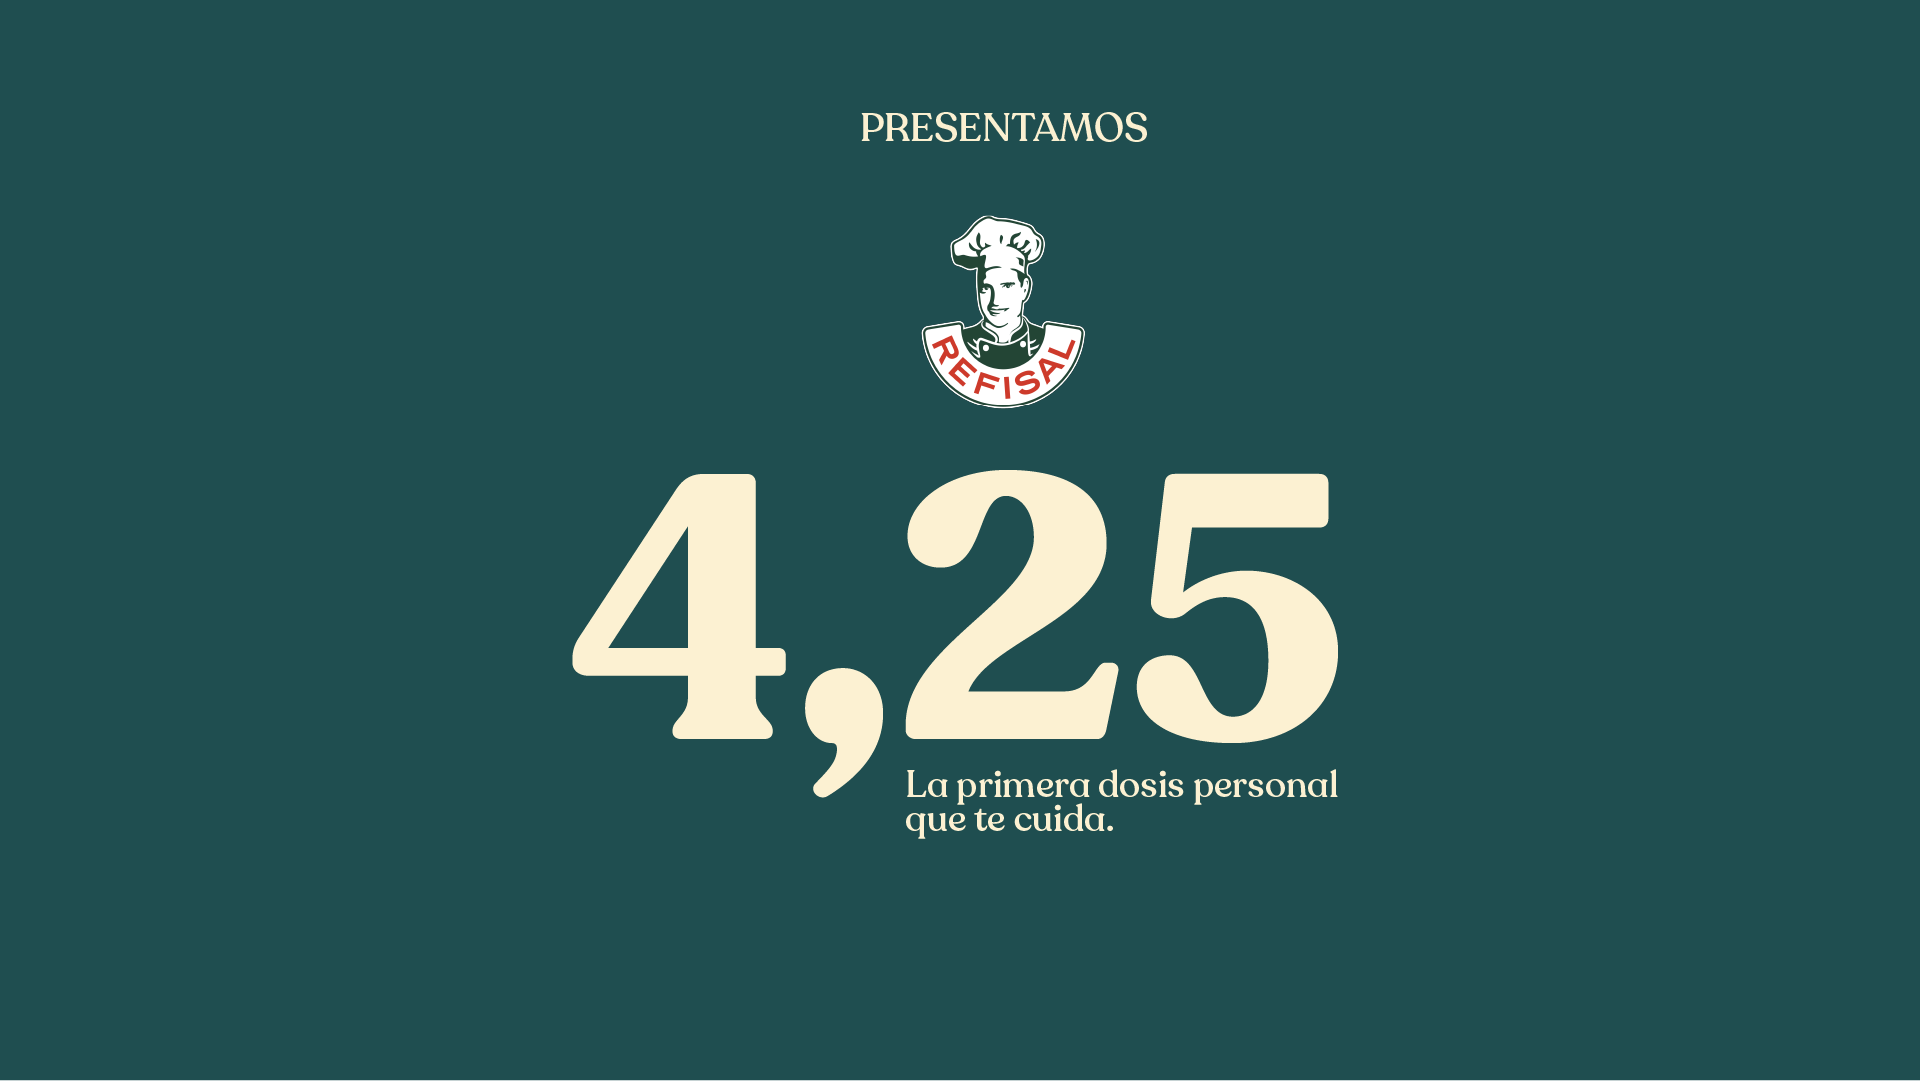 PRESENTAMOS
REFISAL
4,25
La primera dosis personal
que te cuida.